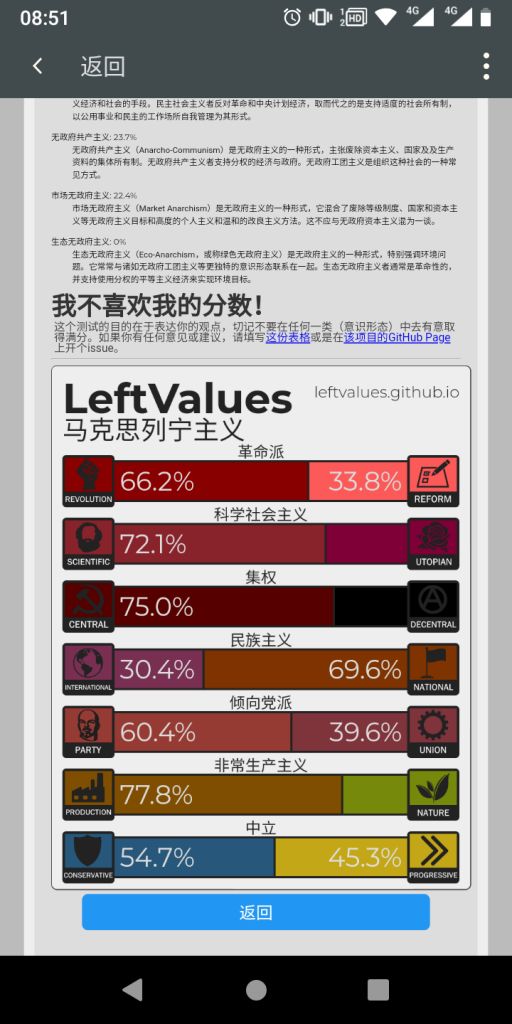 08:51
1 2 HD 4G 4G
返回
义经济和社会的手段。民主社会主义者反对革命和中央计划经济，取而代之的是支持适度的社会所有制，
以公用事业和民主的工作场所自我管理为其形式。
无政府共产主义: 23.7%
无政府共产主义（Anarcho-Communism）是无政府主义的一种形式，主张废除资本主义、国家及及生产
资料的集体所有制。无政府共产主义者支持分权的经济与政府。无政府工团主义是组织这种社会的一种常
见方式。
市场无政府主义: 22.4%
市场无政府主义（Market Anarchism）是无政府主义的一种形式，它混合了废除等级制度、国家和资本主
义等无政府主义目标和高度的个人主义和温和的改良主义方法。这不应与无政府资本主义混为一谈。
生态无政府主义: 0%
生态无政府主义（Eco-Anarchism，或称绿色无政府主义）是无政府主义的一种形式，特别强调环境问
题。它常常与诸如无政府工团主义等更独特的意识形态联系在一起。生态无政府主义者通常是革命性的，
并支持使用分权的平等主义经济来实现环境目标。
我不喜欢我的分数！
这个测试的目的在于表达你的观点，切记不要在任何一类（意识形态）中去有意取
得满分。如果你有任何意见或建议，请填写这份表格或是在该项目的GitHub Page
上开个issue。
LeftValues leftvalues.github.io
马克思列宁主义
革命派
REVOLUTION 66.2% 33.8% REFORM
科学社会主义
SCIENTIFIC 72.1% UTOPIAN
集权
CENTRAL 75.0% DECENTRAL
民族主义
INTERNATIONAL 30.4% 69.6% NATIONAL
倾向党派
PARTY 60.4% 39.6% UNION
非常生产主义
PRODUCTION 77.8% NATURE
中立
CONSERVATIVE 54.7% 45.3% PROGRESSIVE
返回